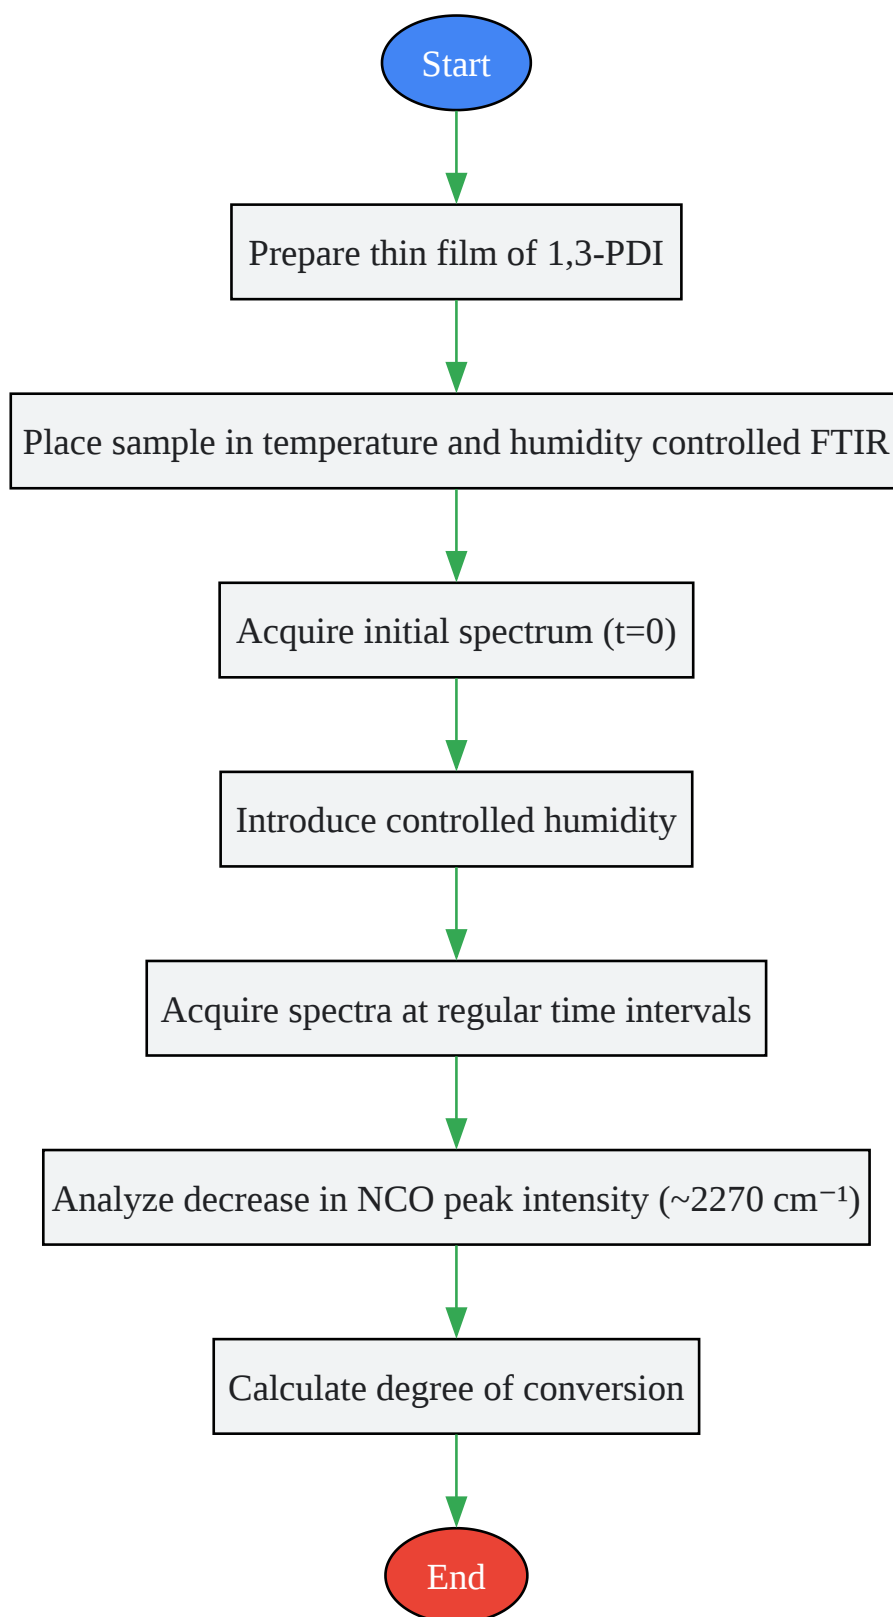 Start
Prepare thin film of 1,3-PDI
Place sample in temperature and humidity controlled FTIR
Acquire initial spectrum (t=0)
Introduce controlled humidity
Acquire spectra at regular time intervals
Analyze decrease in NCO peak intensity (~2270 cm⁻¹)
Calculate degree of conversion
End